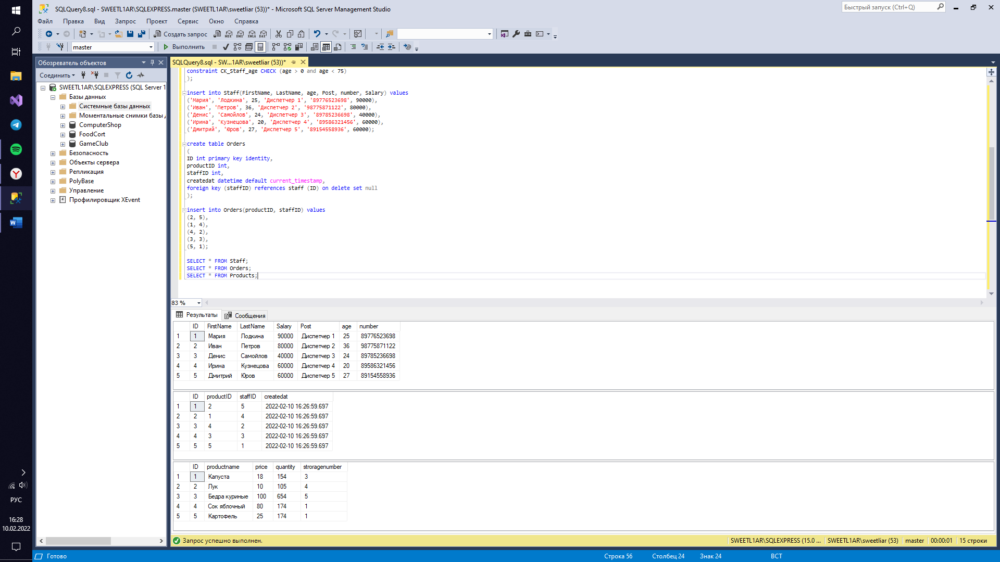 SQLQuery8.sql - SWEETL1AR\SQLEXPRESS.master (SWEETL1AR\sweetliar (53))* - Microsoft SQL Server Management Studio
Быстрый запуск (Ctrl+Q)
Файл Правка Вид Запрос Проект Сервис Окно Справка
Создать запрос
MDX DMX XMLA DAX
master
Выполнить
Обозреватель объектов
Соединить
SWEETL1AR\SQLEXPRESS (SQL Server 1
Базы данных
Системные базы данных
Моментальные снимки базы д
ComputerShop
FoodCort
GameClub
Безопасность
Объекты сервера
Репликация
PolyBase
Управление
Профилировщик XEvent
SQLQuery8.sql - SW...1AR\sweetliar (53))*
constraint CK_Staff_age CHECK (age > 0 and age < 75)
);
insert into Staff(FirstName, LastName, age, Post, number, Salary) values
('Мария', 'Лодкина', 25, 'Диспетчер 1', '89776523698', 90000),
('Иван', 'Петров', 36, 'Диспетчер 2', '98775871122', 80000),
('Денис', 'Самойлов', 24, 'Диспетчер 3', '89785236698', 40000),
('Ирина', 'Кузнецова', 20, 'Диспетчер 4', '89586321456', 60000),
('Дмитрий', 'Юров', 27, 'Диспетчер 5', '89154558936', 60000);
create table Orders
(
ID int primary key identity,
productID int,
staffID int,
createdat datetime default current_timestamp,
foreign key (staffID) references staff (ID) on delete set null
);
insert into Orders(productID, staffID) values
(2, 5),
(1, 4),
(4, 2),
(3, 3),
(5, 1);
SELECT * FROM Staff;
SELECT * FROM Orders;
SELECT * FROM Products;
83 %
Результаты Сообщения
ID FirstName LastName Salary Post age number
1 1 Мария Лодкина 90000 Диспетчер 1 25 89776523698
2 2 Иван Петров 80000 Диспетчер 2 36 98775871122
3 3 Денис Самойлов 40000 Диспетчер 3 24 89785236698
4 4 Ирина Кузнецова 60000 Диспетчер 4 20 89586321456
5 5 Дмитрий Юров 60000 Диспетчер 5 27 89154558936
ID productID staffID createdat
1 1 2 5 2022-02-10 16:26:59.697
2 2 1 4 2022-02-10 16:26:59.697
3 3 4 2 2022-02-10 16:26:59.697
4 4 3 3 2022-02-10 16:26:59.697
5 5 5 1 2022-02-10 16:26:59.697
ID productname price quantity stroragenumber
1 1 Капуста 18 154 3
2 2 Лук 10 105 4
3 3 Бедра куриные 100 654 5
4 4 Сок яблочный 80 174 1
5 5 Картофель 25 174 1
Запрос успешно выполнен.
SWEETL1AR\SQLEXPRESS (15.0 ... SWEETL1AR\sweetliar (53) master 00:00:01 15 строки
Готово
Строка 56 Столбец 24 Знак 24 ВСТ
РУС
16:28
10.02.2022